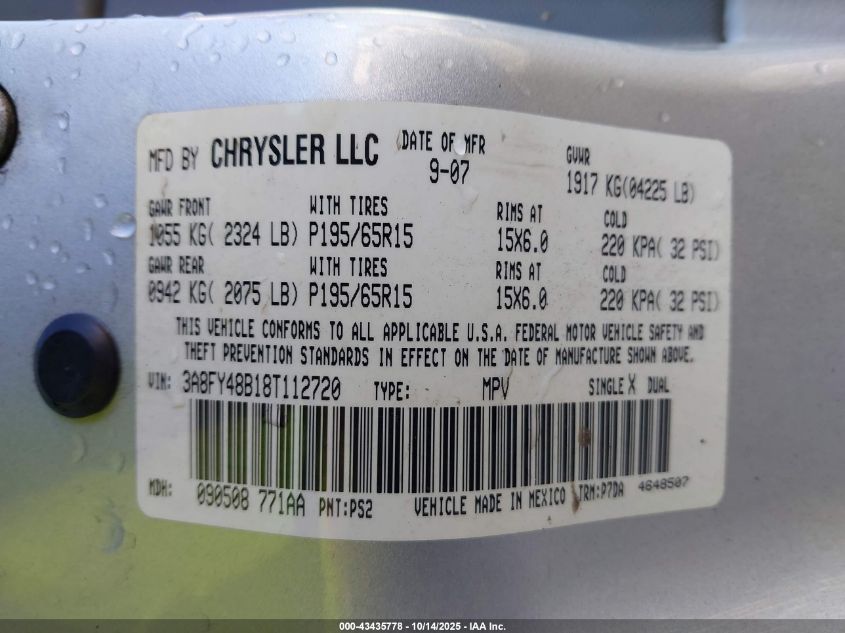 MFD BY CHRYSLER LLC DATE OF MFR 9-07 GVWR 1917 KG(04225 LB)
GAWR FRONT WITH TIRES RIMS AT COLD
1055 KG( 2324 LB) P195/65R15 15X6.0 220 KPA( 32 PSI)
GAWR REAR WITH TIRES RIMS AT COLD
0942 KG( 2075 LB) P195/65R15 15X6.0 220 KPA( 32 PSI)
THIS VEHICLE CONFORMS TO ALL APPLICABLE U.S.A. FEDERAL MOTOR VEHICLE SAFETY AND
THEFT PREVENTION STANDARDS IN EFFECT ON THE DATE OF MANUFACTURE SHOWN ABOVE.
VIN: 3A8FY48B18T112720 TYPE: MPV SINGLE X DUAL
MDH: 090508 771AA PNT:PS2 VEHICLE MADE IN MEXICO TRM:P7DA 4648507
000-43435778 - 10/14/2025 - IAA Inc.